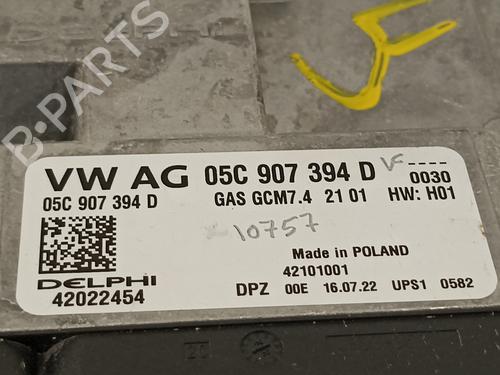 DELPHI
B-PARTS
VW AG 05C 907 394 D VF ----
05C 907 394 D GAS GCM7.4 21 01 0030
HW: H01
10757
Made in POLAND
42101001
DELPHI
42022454
DPZ 00E 16.07.22 UPS1 0582